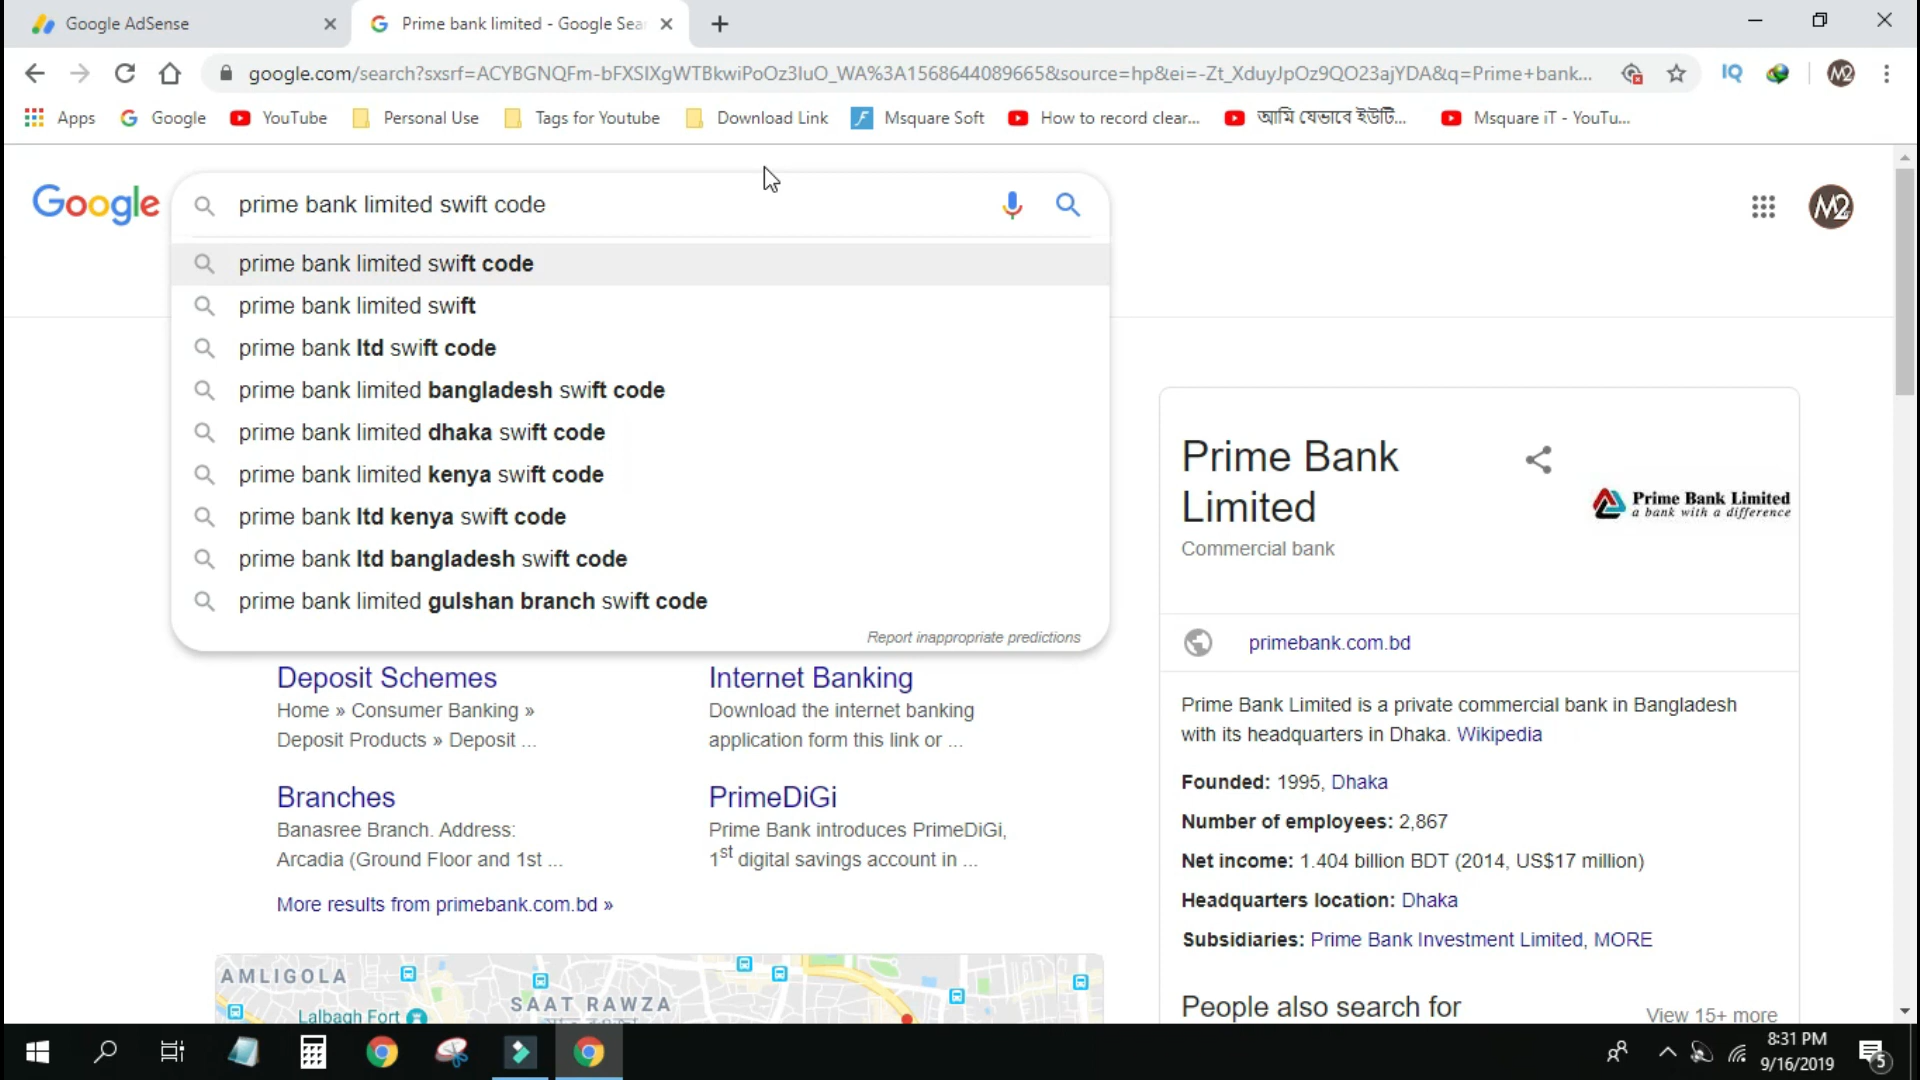 Google AdSense
Prime bank limited - Google Sear
google.com/search?sxsrf=ACYBGNQFm-bFXSIXgWTBkwiPoOz3IuO_WA%3A1568644089665&source=hp&ei=-Zt_XduyJpOz9QO23ajYDA&q=Prime+bank...
IQ
M2
Apps
Google
YouTube
Personal Use
Tags for Youtube
Download Link
Msquare Soft
How to record clear...
আমি যেভাবে ইউটি...
Msquare iT - YouTu...
Google
prime bank limited swift code
M2
prime bank limited swift code
prime bank limited swift
prime bank ltd swift code
prime bank limited bangladesh swift code
prime bank limited dhaka swift code
prime bank limited kenya swift code
prime bank ltd kenya swift code
prime bank ltd bangladesh swift code
prime bank limited gulshan branch swift code
Report inappropriate predictions
Deposit Schemes
Home » Consumer Banking »
Deposit Products » Deposit ...
Internet Banking
Download the internet banking
application form this link or ...
Branches
Banasree Branch. Address:
Arcadia (Ground Floor and 1st ...
PrimeDiGi
Prime Bank introduces PrimeDiGi,
1st digital savings account in ...
More results from primebank.com.bd »
AMLIGOLA
SAAT RAWZA
Lalbagh Fort
Prime Bank
Limited
Commercial bank
Prime Bank Limited
a bank with a difference
primebank.com.bd
Prime Bank Limited is a private commercial bank in Bangladesh
with its headquarters in Dhaka. Wikipedia
Founded: 1995, Dhaka
Number of employees: 2,867
Net income: 1.404 billion BDT (2014, US$17 million)
Headquarters location: Dhaka
Subsidiaries: Prime Bank Investment Limited, MORE
People also search for
View 15+ more
8:31 PM
9/16/2019
5